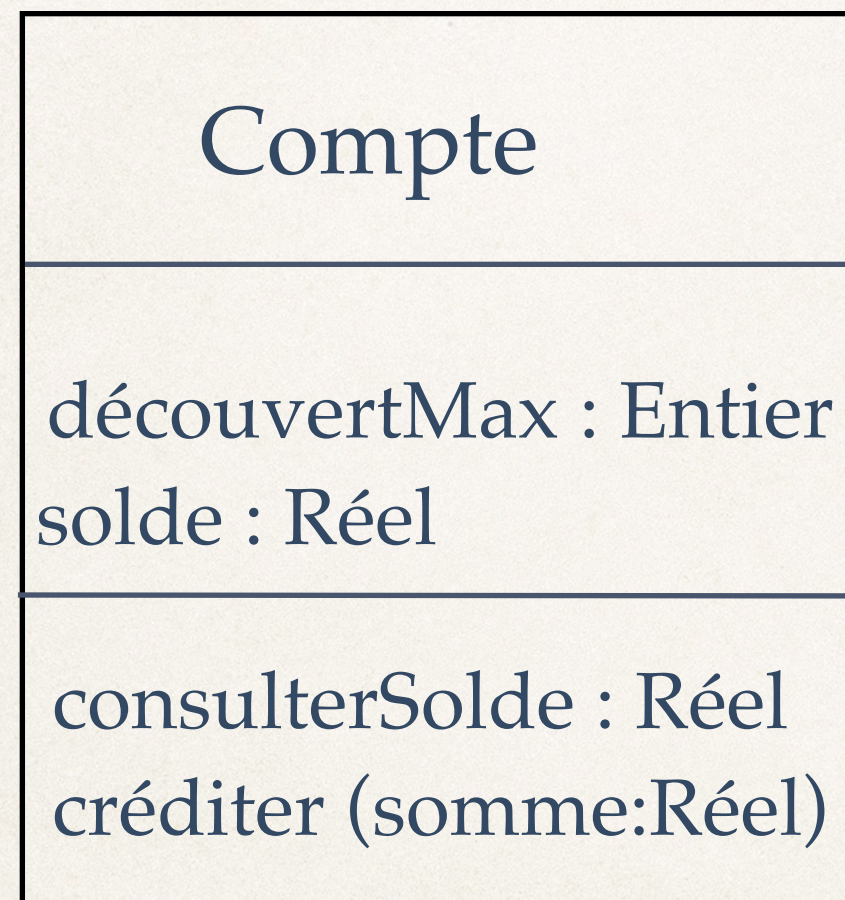 Compte
découvertMax : Entier
solde : Réel
consulterSolde : Réel
créditer (somme:Réel)